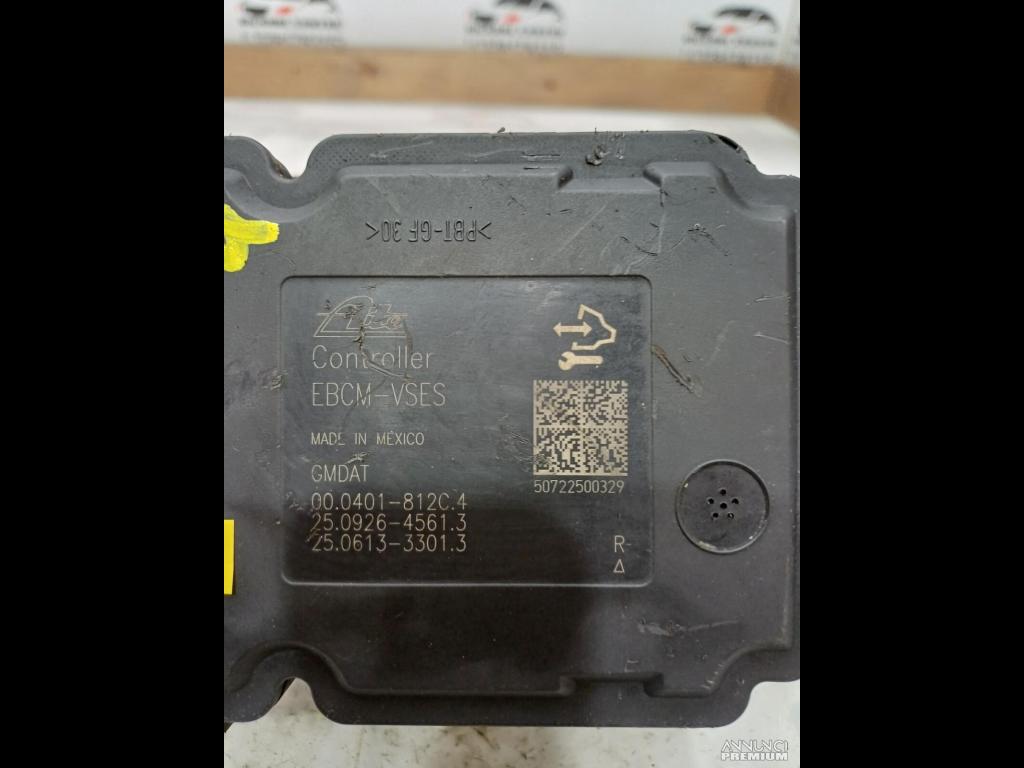 >PBT-GF 30<
Ate
Controller
EBCM-VSES
MADE IN MEXICO
GMDAT
50722500329
00.0401-812C.4
25.0926-4561.3
25.0613-3301.3
R
ANNUNCI
PREMIUM